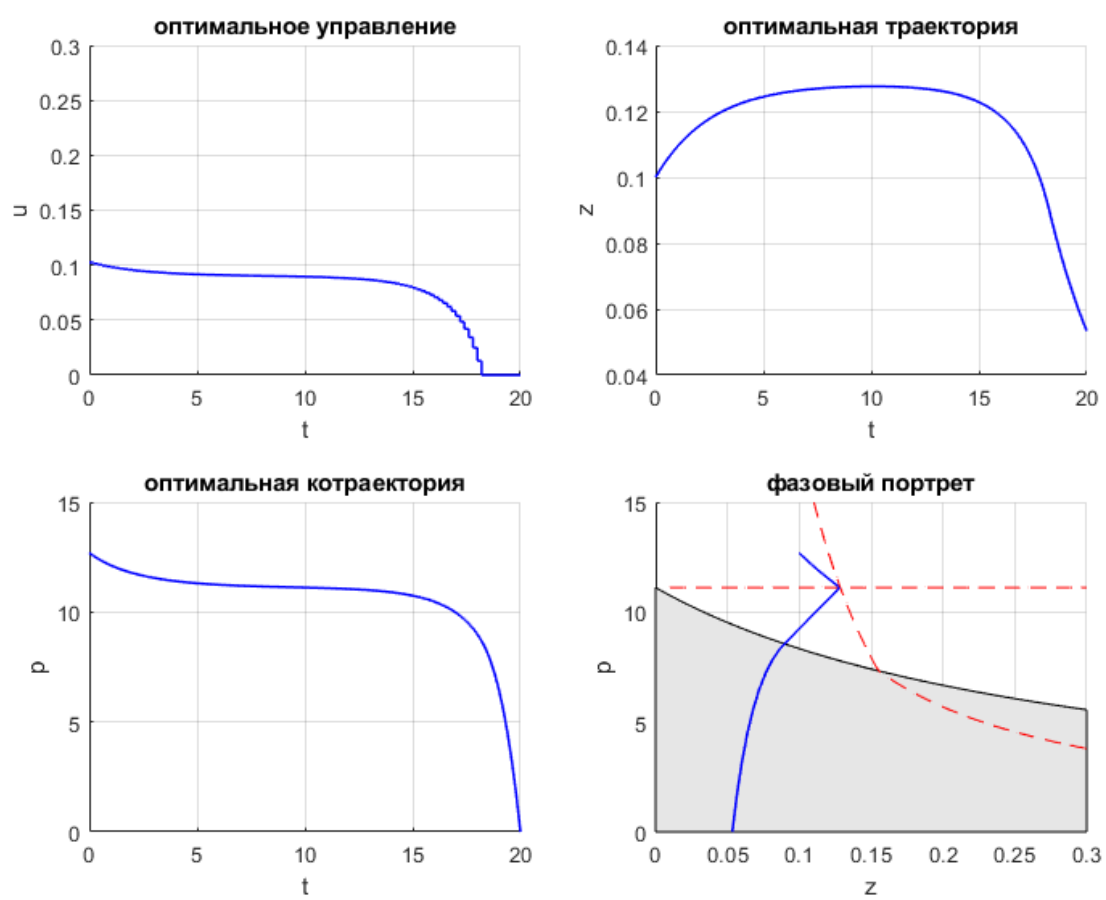 оптимальное управление
0.3
0.25
0.2
0.15
0.1
0.05
0
u
0 5 10 15 20
t
оптимальная траектория
0.14
0.12
0.1
0.08
0.06
0.04
z
0 5 10 15 20
t
оптимальная котраектория
15
10
5
0
p
0 5 10 15 20
t
фазовый портрет
15
10
5
0
p
0 0.05 0.1 0.15 0.2 0.25 0.3
z